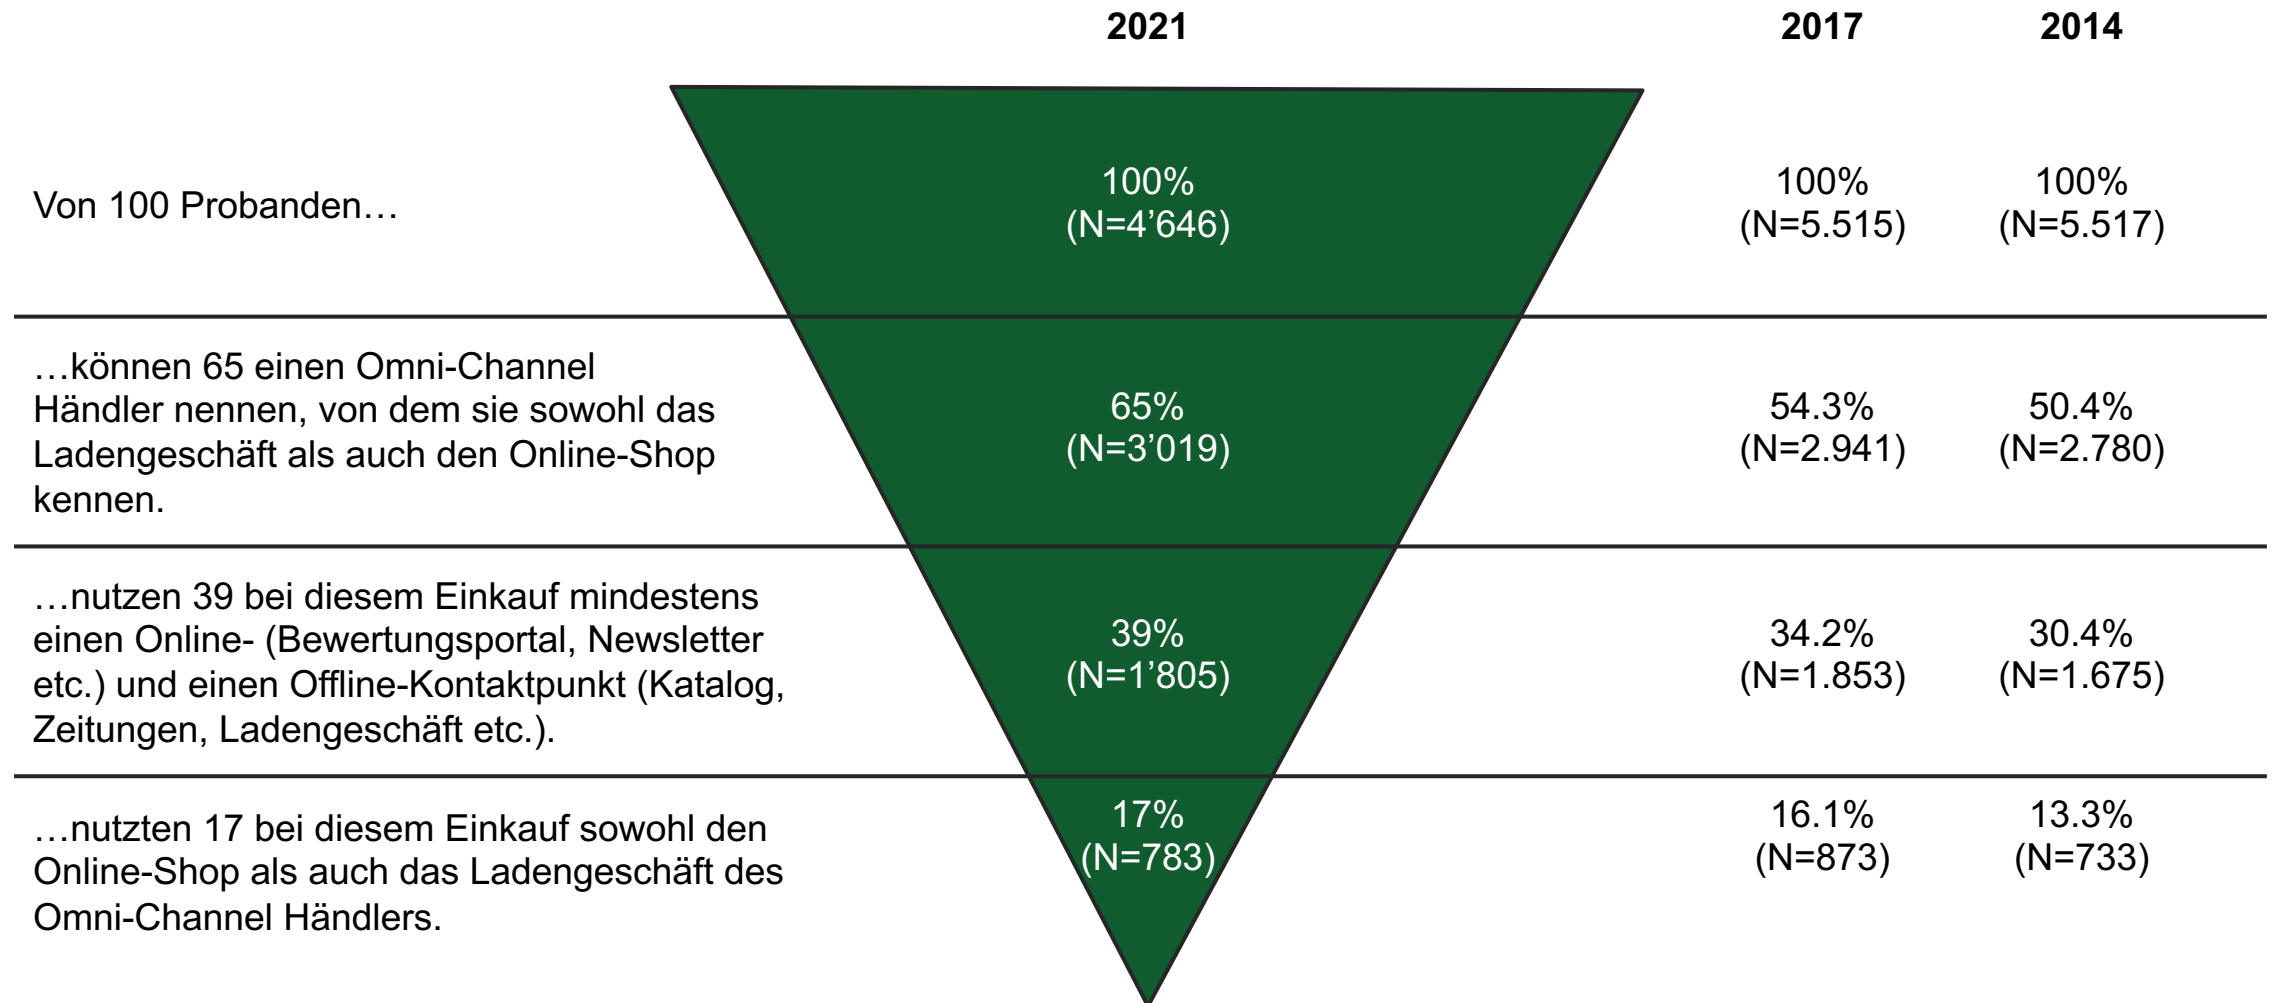 2021 2017 2014
Von 100 Probanden…
100% 100% 100%
(N=4’646) (N=5.515) (N=5.517)
…können 65 einen Omni-Channel
Händler nennen, von dem sie sowohl das
Ladengeschäft als auch den Online-Shop
kennen.
65% 54.3% 50.4%
(N=3’019) (N=2.941) (N=2.780)
…nutzen 39 bei diesem Einkauf mindestens
einen Online- (Bewertungsportal, Newsletter
etc.) und einen Offline-Kontaktpunkt (Katalog,
Zeitungen, Ladengeschäft etc.).
39% 34.2% 30.4%
(N=1’805) (N=1.853) (N=1.675)
…nutzten 17 bei diesem Einkauf sowohl den
Online-Shop als auch das Ladengeschäft des
Omni-Channel Händlers.
17% 16.1% 13.3%
(N=783) (N=873) (N=733)